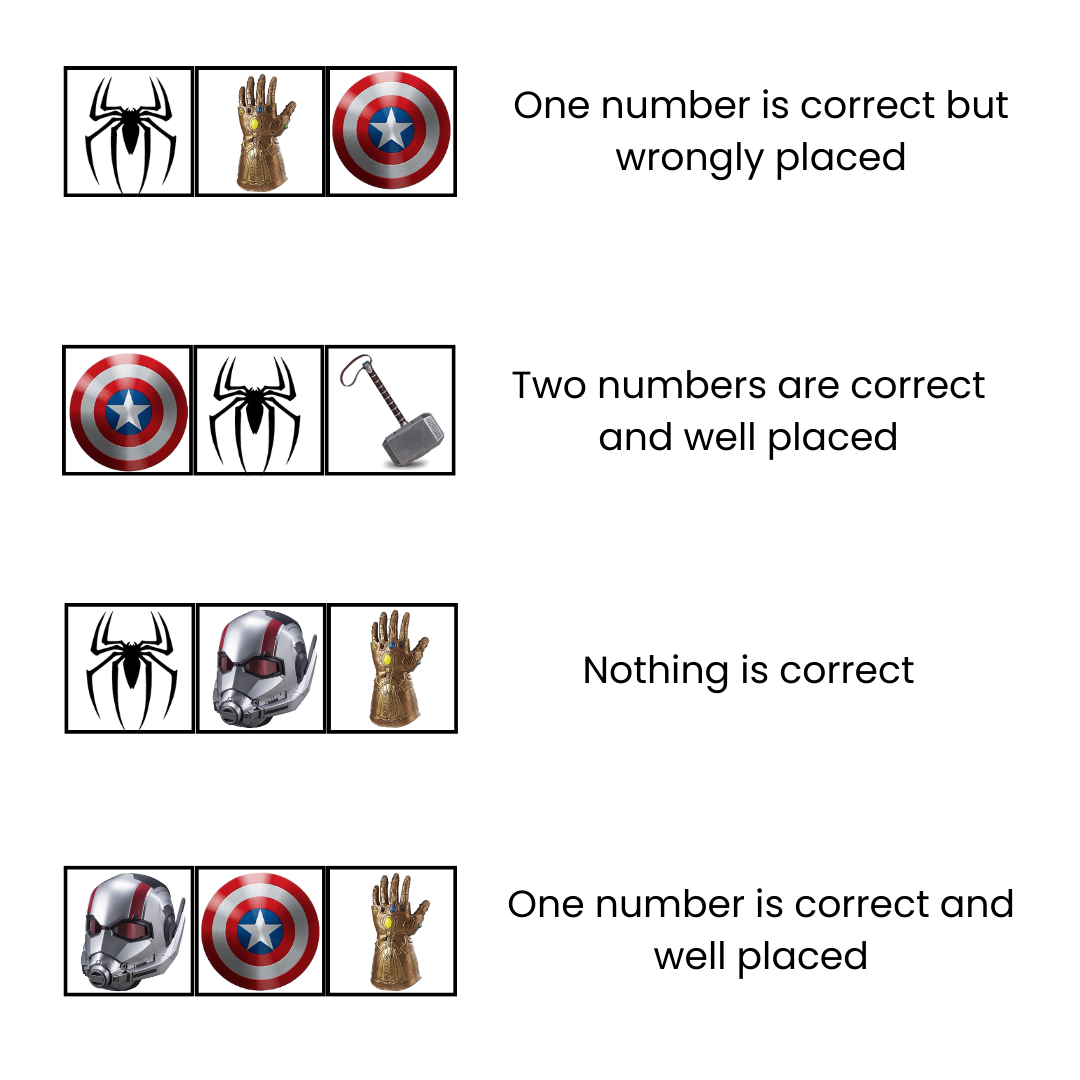 One number is correct but
wrongly placed
Two numbers are correct
and well placed
Nothing is correct
One number is correct and
well placed